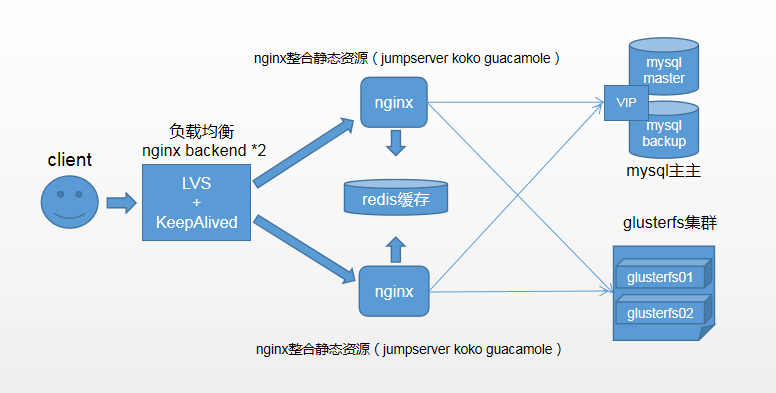 nginx整合静态资源（jumpserver koko guacamole）
nginx
mysql
master
VIP
mysql
backup
mysql主主
负载均衡
nginx backend *2
client
LVS
+
KeepAlived
redis缓存
glusterfs集群
glusterfs01
glusterfs02
nginx
nginx整合静态资源（jumpserver koko guacamole）